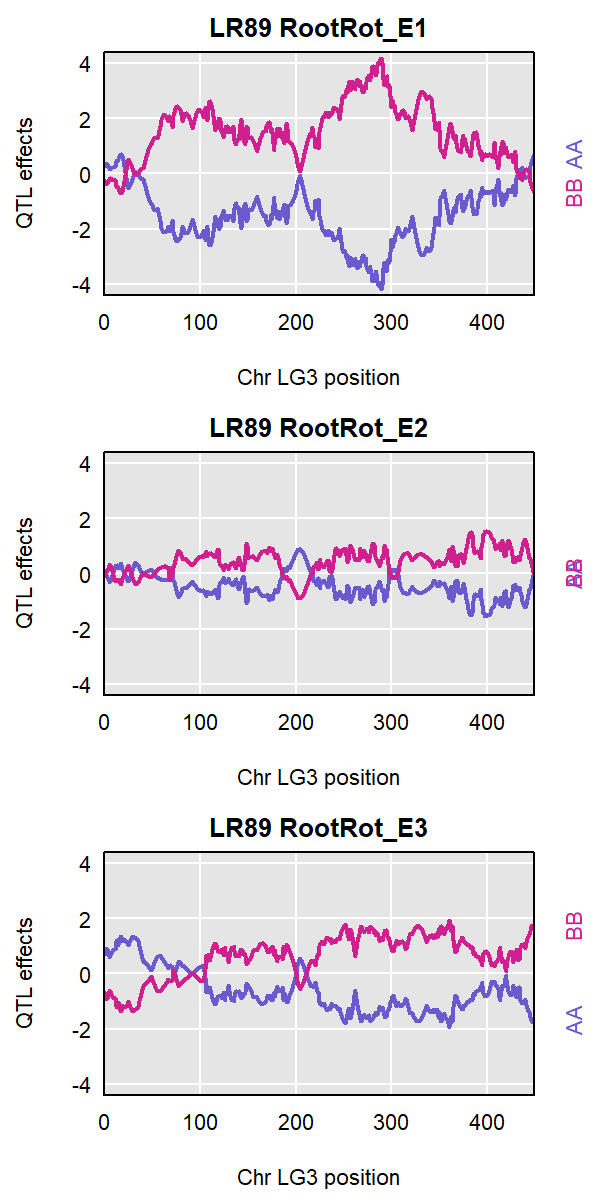 LR89 RootRot_E1
4
2
0
-2
-4
QTL effects
BB AA
0 100 200 300 400
Chr LG3 position
LR89 RootRot_E2
4
2
0
-2
-4
QTL effects
AA
BB
0 100 200 300 400
Chr LG3 position
LR89 RootRot_E3
4
2
0
-2
-4
QTL effects
BB
AA
0 100 200 300 400
Chr LG3 position